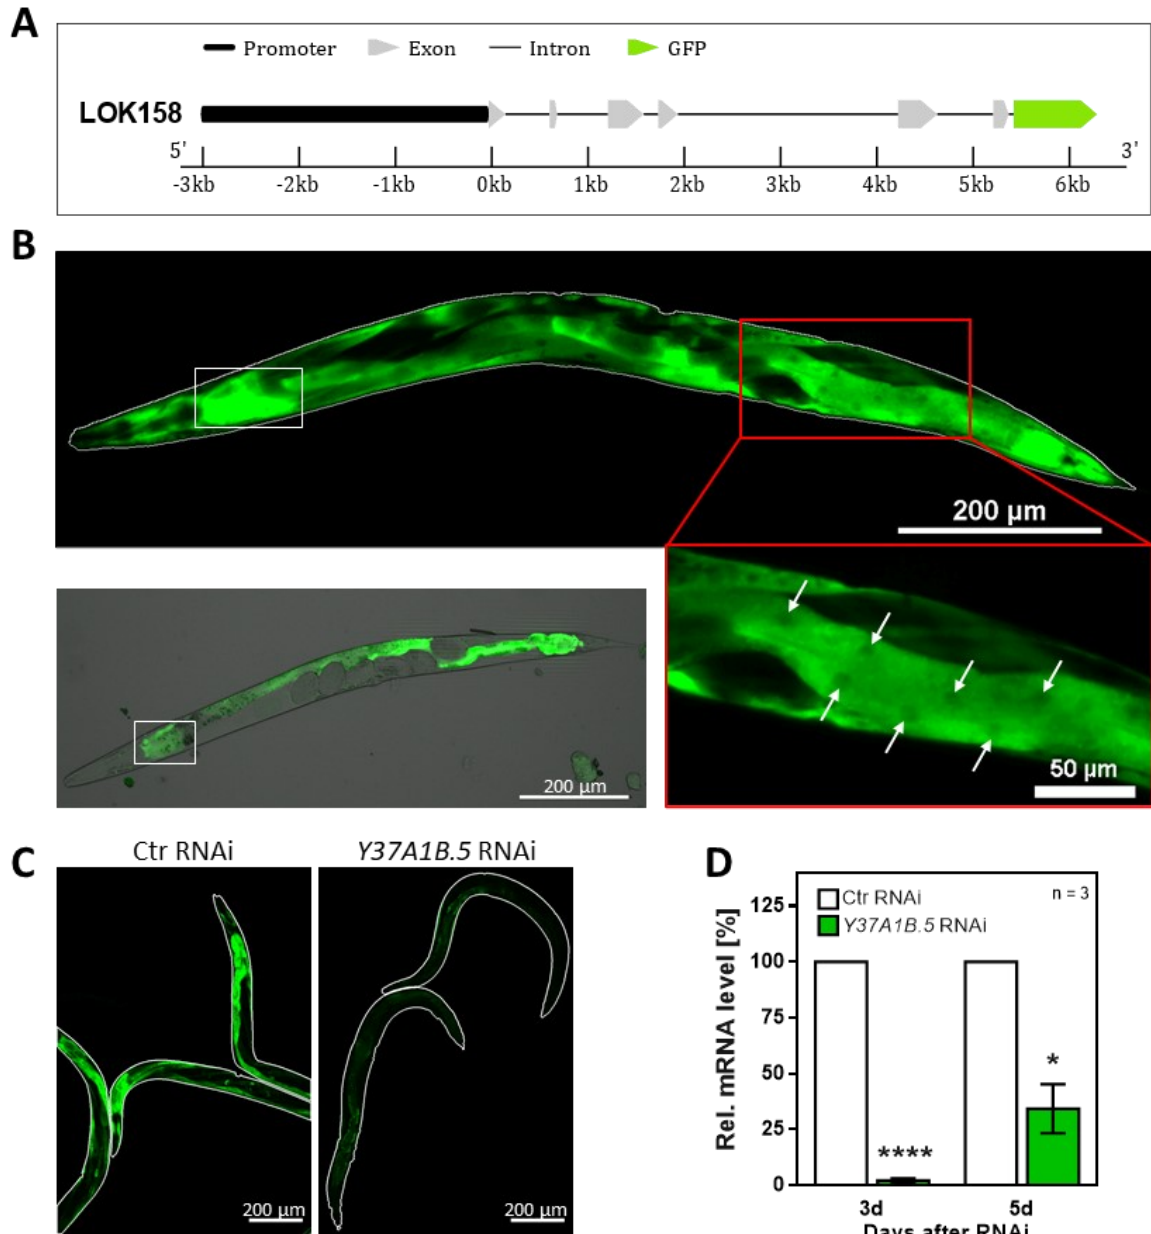 A
Promoter Exon Intron GFP
LOK158
5' 3'
-3kb -2kb -1kb 0kb 1kb 2kb 3kb 4kb 5kb 6kb
B
200 µm
200 µm
50 µm
C
Ctr RNAi Y37A1B.5 RNAi
200 µm 200 µm
D
Ctr RNAi n = 3
Y37A1B.5 RNAi
Rel. mRNA level [%]
125
100
75
50
25
0
*
****
3d 5d
Days after RNAi